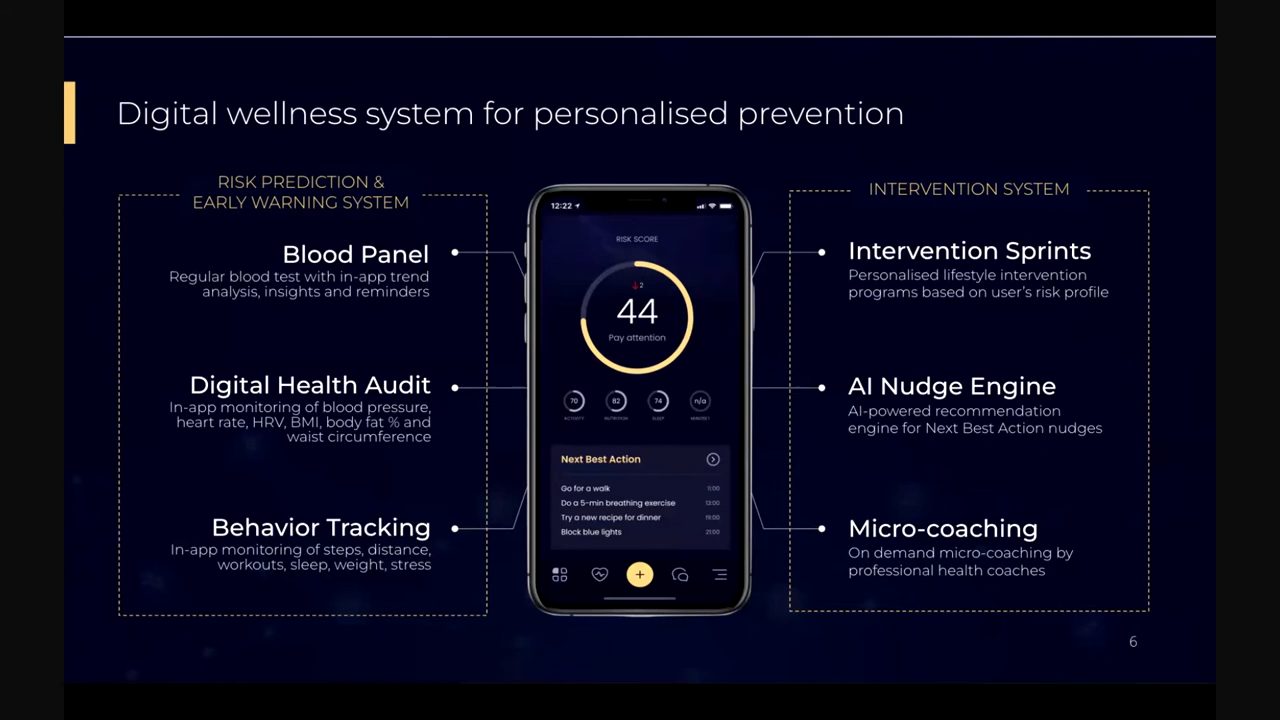 Digital wellness system for personalised prevention
RISK PREDICTION &
EARLY WARNING SYSTEM
Blood Panel
Regular blood test with in-app trend
analysis, insights and reminders
Digital Health Audit
In-app monitoring of blood pressure,
heart rate, HRV, BMI, body fat % and
waist circumference
Behavior Tracking
In-app monitoring of steps, distance,
workouts, sleep, weight, stress
12:22
RISK SCORE
2
44
Pay attention
70
82
74
n/a
ACTIVITY
NUTRITION
SLEEP
MINDSET
Next Best Action
Go for a walk 11:00
Do a 5-min breathing exercise 13:00
Try a new recipe for dinner 19:00
Block blue lights 21:00
INTERVENTION SYSTEM
Intervention Sprints
Personalised lifestyle intervention
programs based on user’s risk profile
AI Nudge Engine
AI-powered recommendation
engine for Next Best Action nudges
Micro-coaching
On demand micro-coaching by
professional health coaches
6